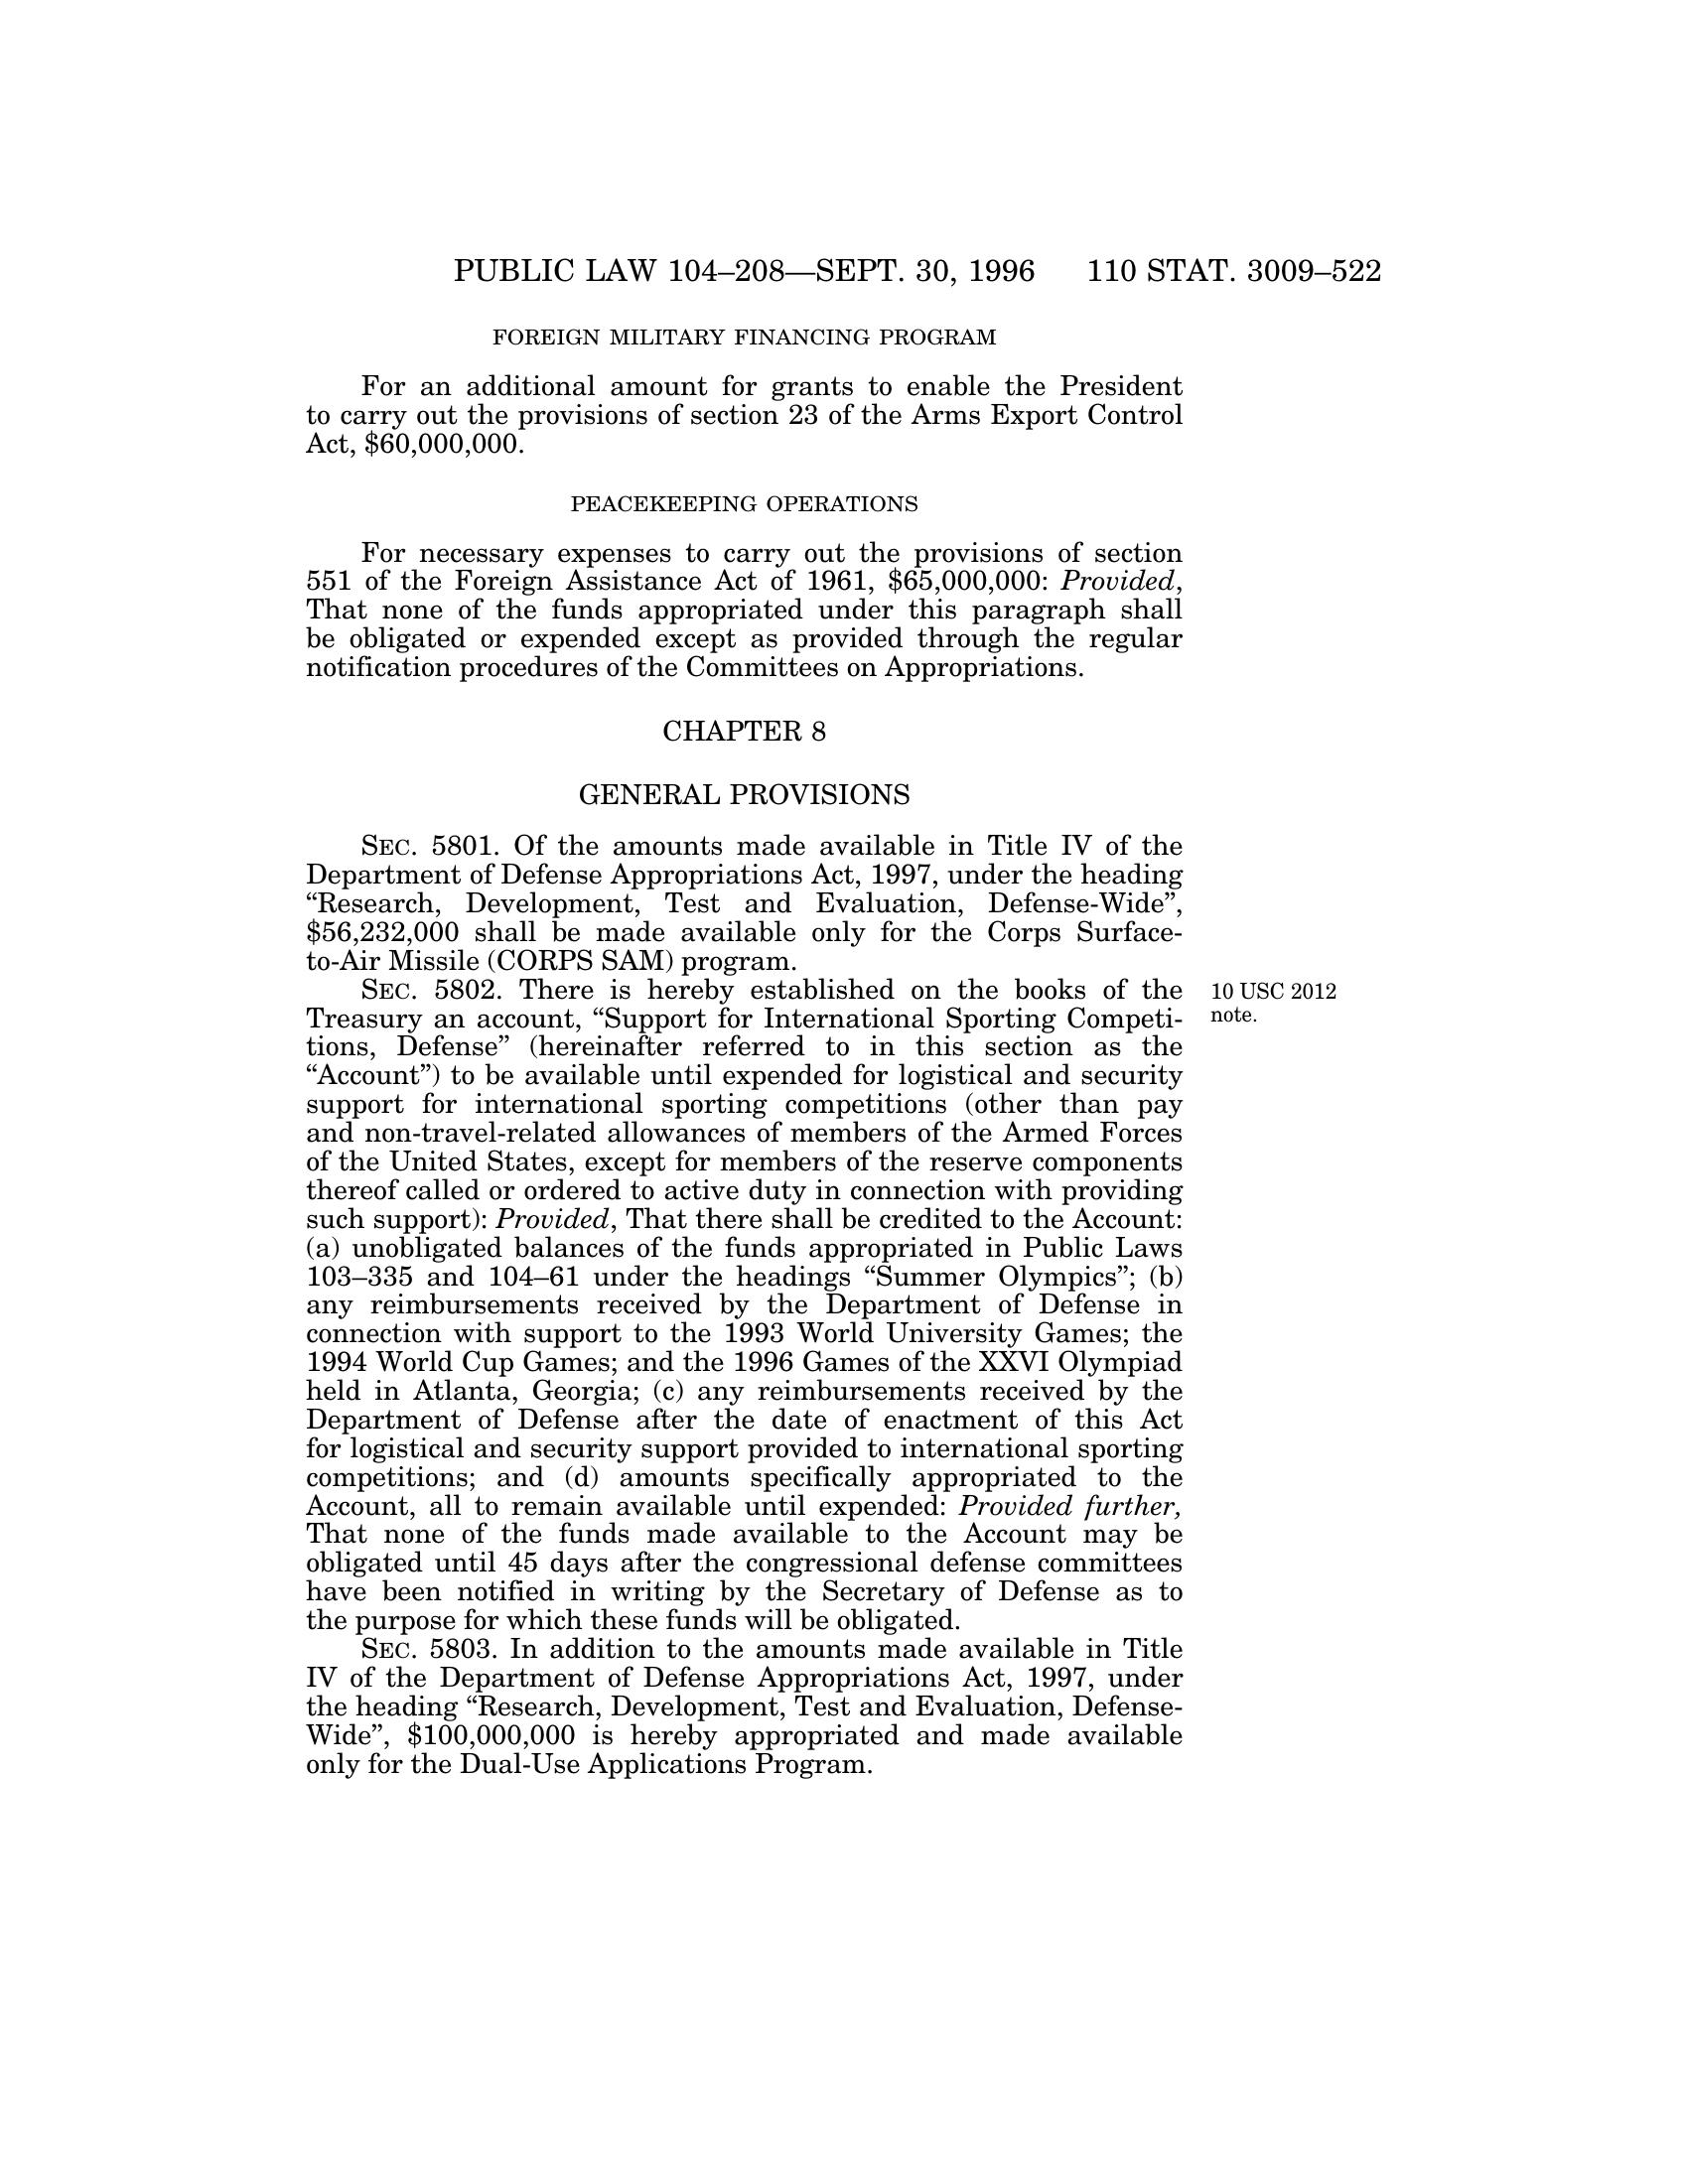 PUBLIC LAW 104–208—SEPT. 30, 1996 110 STAT. 3009–522
FOREIGN MILITARY FINANCING PROGRAM
For an additional amount for grants to enable the President
to carry out the provisions of section 23 of the Arms Export Control
Act, $60,000,000.
PEACEKEEPING OPERATIONS
For necessary expenses to carry out the provisions of section
551 of the Foreign Assistance Act of 1961, $65,000,000: Provided,
That none of the funds appropriated under this paragraph shall
be obligated or expended except as provided through the regular
notification procedures of the Committees on Appropriations.
CHAPTER 8
GENERAL PROVISIONS
SEC. 5801. Of the amounts made available in Title IV of the
Department of Defense Appropriations Act, 1997, under the heading
“Research, Development, Test and Evaluation, Defense-Wide”,
$56,232,000 shall be made available only for the Corps Surface-
to-Air Missile (CORPS SAM) program.
SEC. 5802. There is hereby established on the books of the
Treasury an account, “Support for International Sporting Competi-
tions, Defense” (hereinafter referred to in this section as the
“Account”) to be available until expended for logistical and security
support for international sporting competitions (other than pay
and non-travel-related allowances of members of the Armed Forces
of the United States, except for members of the reserve components
thereof called or ordered to active duty in connection with providing
such support): Provided, That there shall be credited to the Account:
(a) unobligated balances of the funds appropriated in Public Laws
103–335 and 104–61 under the headings “Summer Olympics”; (b)
any reimbursements received by the Department of Defense in
connection with support to the 1993 World University Games; the
1994 World Cup Games; and the 1996 Games of the XXVI Olympiad
held in Atlanta, Georgia; (c) any reimbursements received by the
Department of Defense after the date of enactment of this Act
for logistical and security support provided to international sporting
competitions; and (d) amounts specifically appropriated to the
Account, all to remain available until expended: Provided further,
That none of the funds made available to the Account may be
obligated until 45 days after the congressional defense committees
have been notified in writing by the Secretary of Defense as to
the purpose for which these funds will be obligated.
SEC. 5803. In addition to the amounts made available in Title
IV of the Department of Defense Appropriations Act, 1997, under
the heading “Research, Development, Test and Evaluation, Defense-
Wide”, $100,000,000 is hereby appropriated and made available
only for the Dual-Use Applications Program.
10 USC 2012
note.